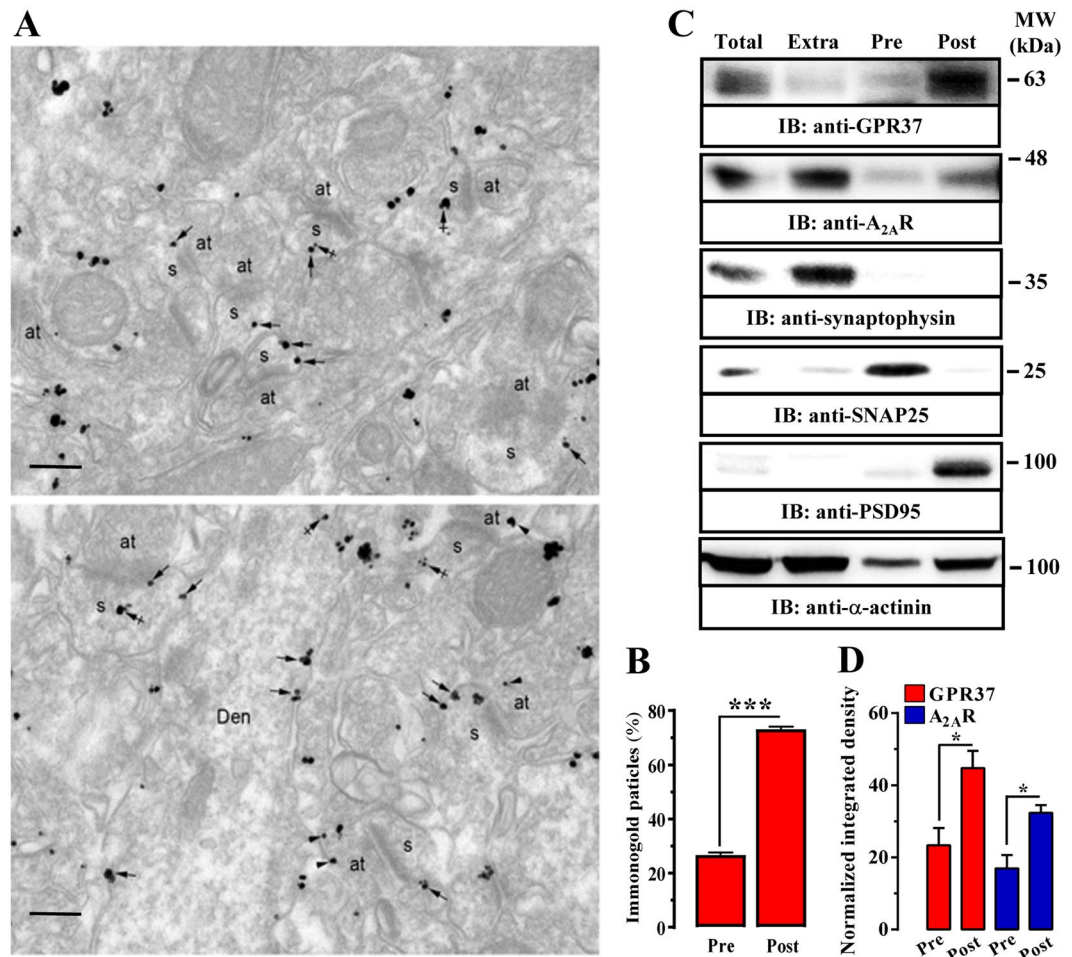 A
at
s
at
s
at
s
at
s
at
at
s
s
at
at
s
at
at
s
s
Den
at
s
s
at
C
Total Extra Pre Post
MW
(kDa)
63
IB: anti-GPR37
48
IB: anti-A2AR
35
IB: anti-synaptophysin
25
IB: anti-SNAP25
100
IB: anti-PSD95
100
IB: anti-α-actinin
B
Immonogold paticles (%)
80
60
40
20
0
***
Pre Post
D
Normalized integrated density
GPR37
A2AR
60
40
20
0
*
*
Pre Post Pre Post